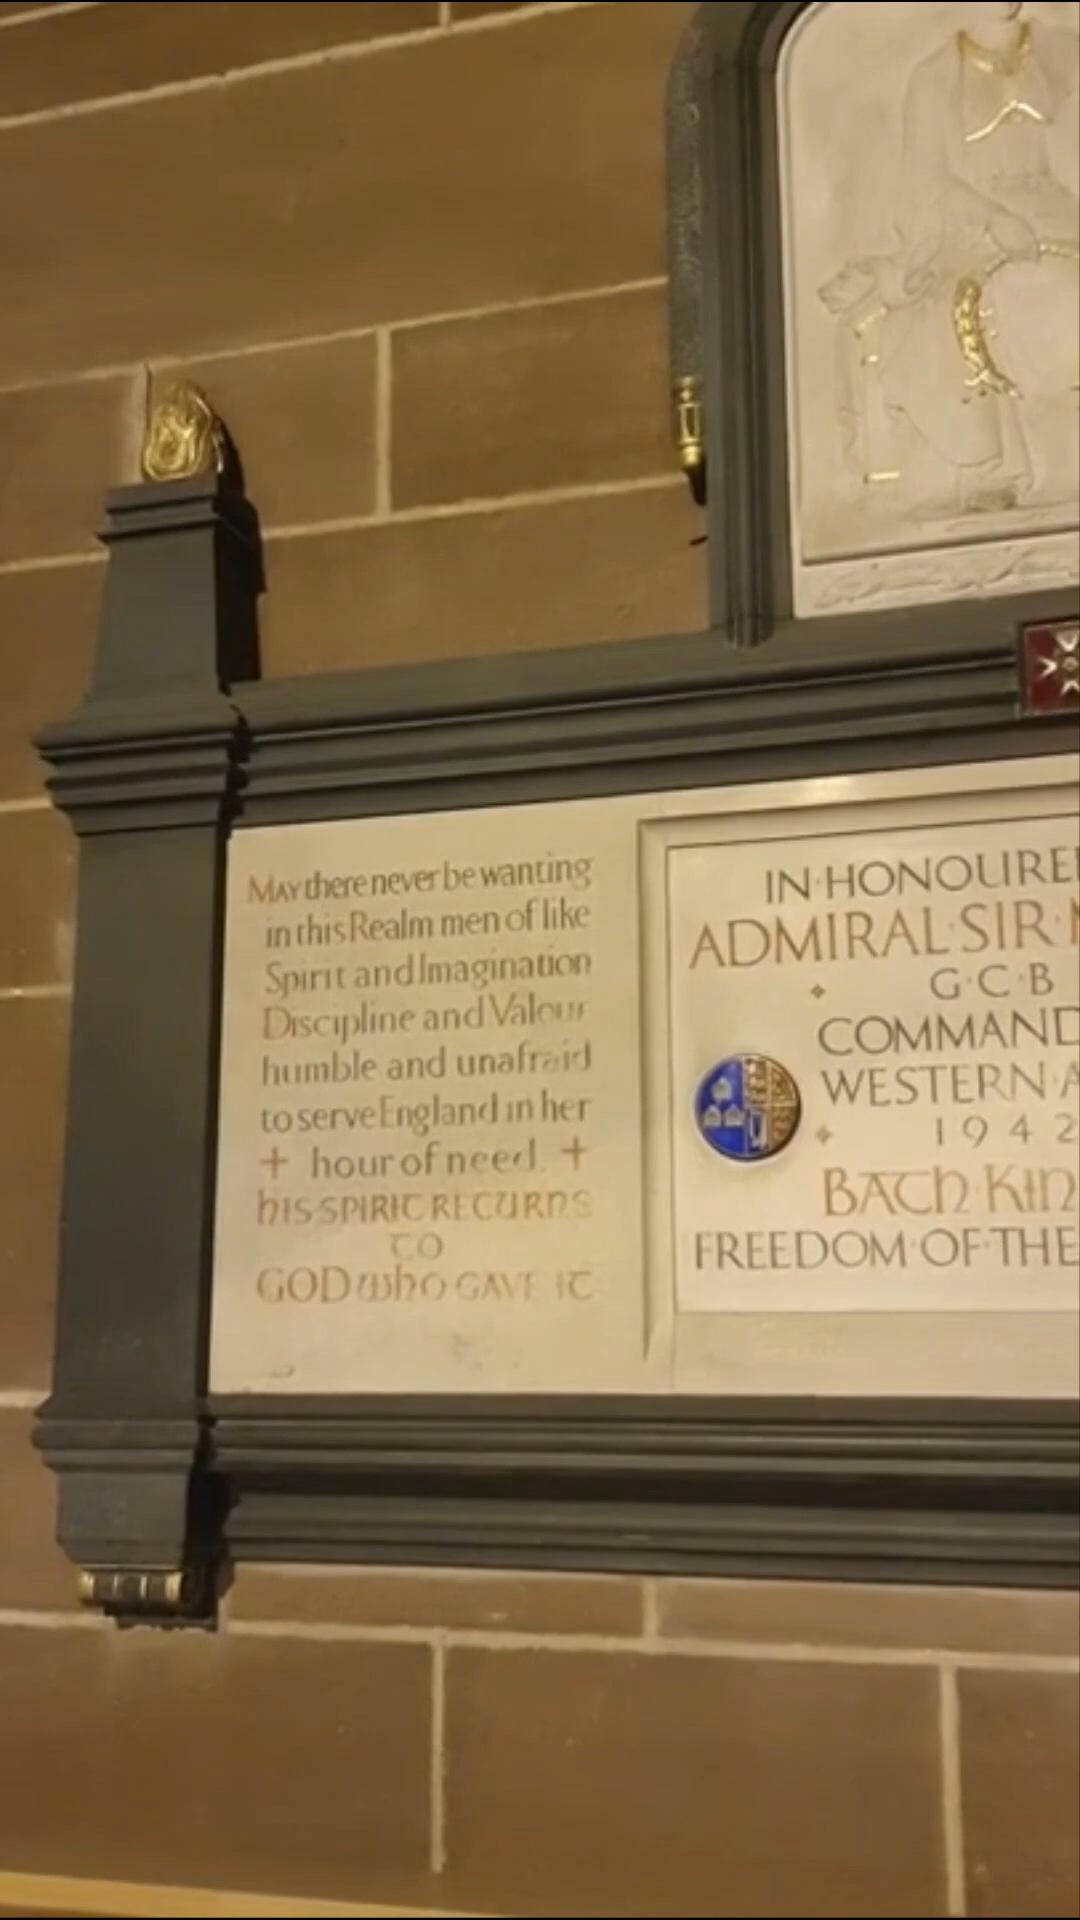 MAY there never be wanting
in this Realm men of like
Spirit and Imagination
Discipline and Valour
humble and unafraid
to serve England in her
+ hour of need. +
hIS·SPIRIT RETURNS
TO
GOD who GAVE IT
IN·HONOURE
ADMIRAL·SIR·
G·C·B
COMMAND
WESTERN·A
1942
BATh·KIN
FREEDOM·OF·THE